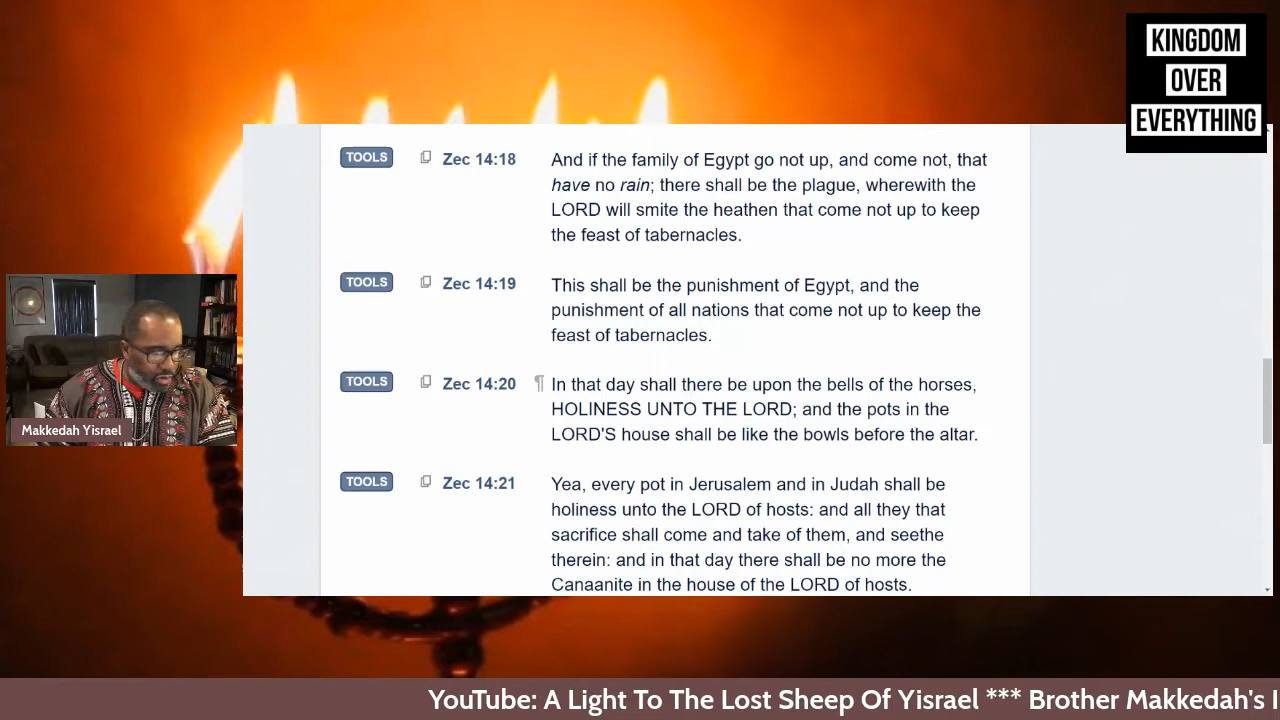 KINGDOM
OVER
EVERYTHING
TOOLS
Zec 14:18
And if the family of Egypt go not up, and come not, that
have no rain; there shall be the plague, wherewith the
LORD will smite the heathen that come not up to keep
the feast of tabernacles.
TOOLS
Zec 14:19
This shall be the punishment of Egypt, and the
punishment of all nations that come not up to keep the
feast of tabernacles.
TOOLS
Zec 14:20
¶ In that day shall there be upon the bells of the horses,
HOLINESS UNTO THE LORD; and the pots in the
LORD'S house shall be like the bowls before the altar.
TOOLS
Zec 14:21
Yea, every pot in Jerusalem and in Judah shall be
holiness unto the LORD of hosts: and all they that
sacrifice shall come and take of them, and seethe
therein: and in that day there shall be no more the
Canaanite in the house of the LORD of hosts.
Makkedah Yisrael
YouTube: A Light To The Lost Sheep Of Yisrael *** Brother Makkedah's